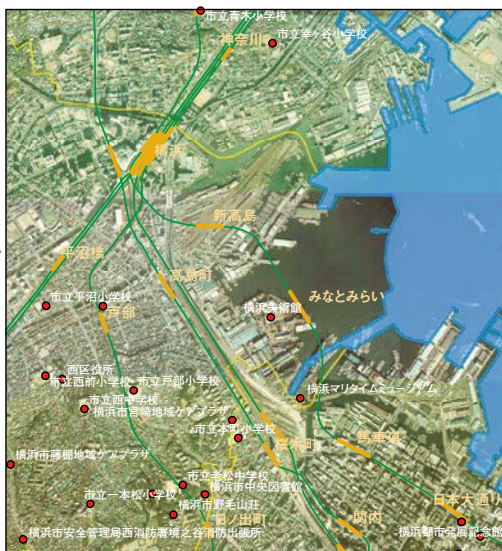 市立青木小学校
神奈川
市立幸ヶ谷小学校
横浜
新高島
平沼橋
高島町
みなとみらい
市立平沼小学校
戸部
横浜美術館
西区役所
市立西前小学校
市立戸部小学校
横浜マリタイムミュージアム
市立西中学校
横浜市宮崎地域ケアプラザ
市立本町小学校
桜木町
馬車道
横浜市藤棚地域ケアプラザ
市立老松中学校
横浜市中央図書館
市立一本松小学校
日本大通り
横浜市野毛山荘
日ノ出町
関内
横浜都市発展記念館
横浜市安全管理局西消防署境之谷消防出張所